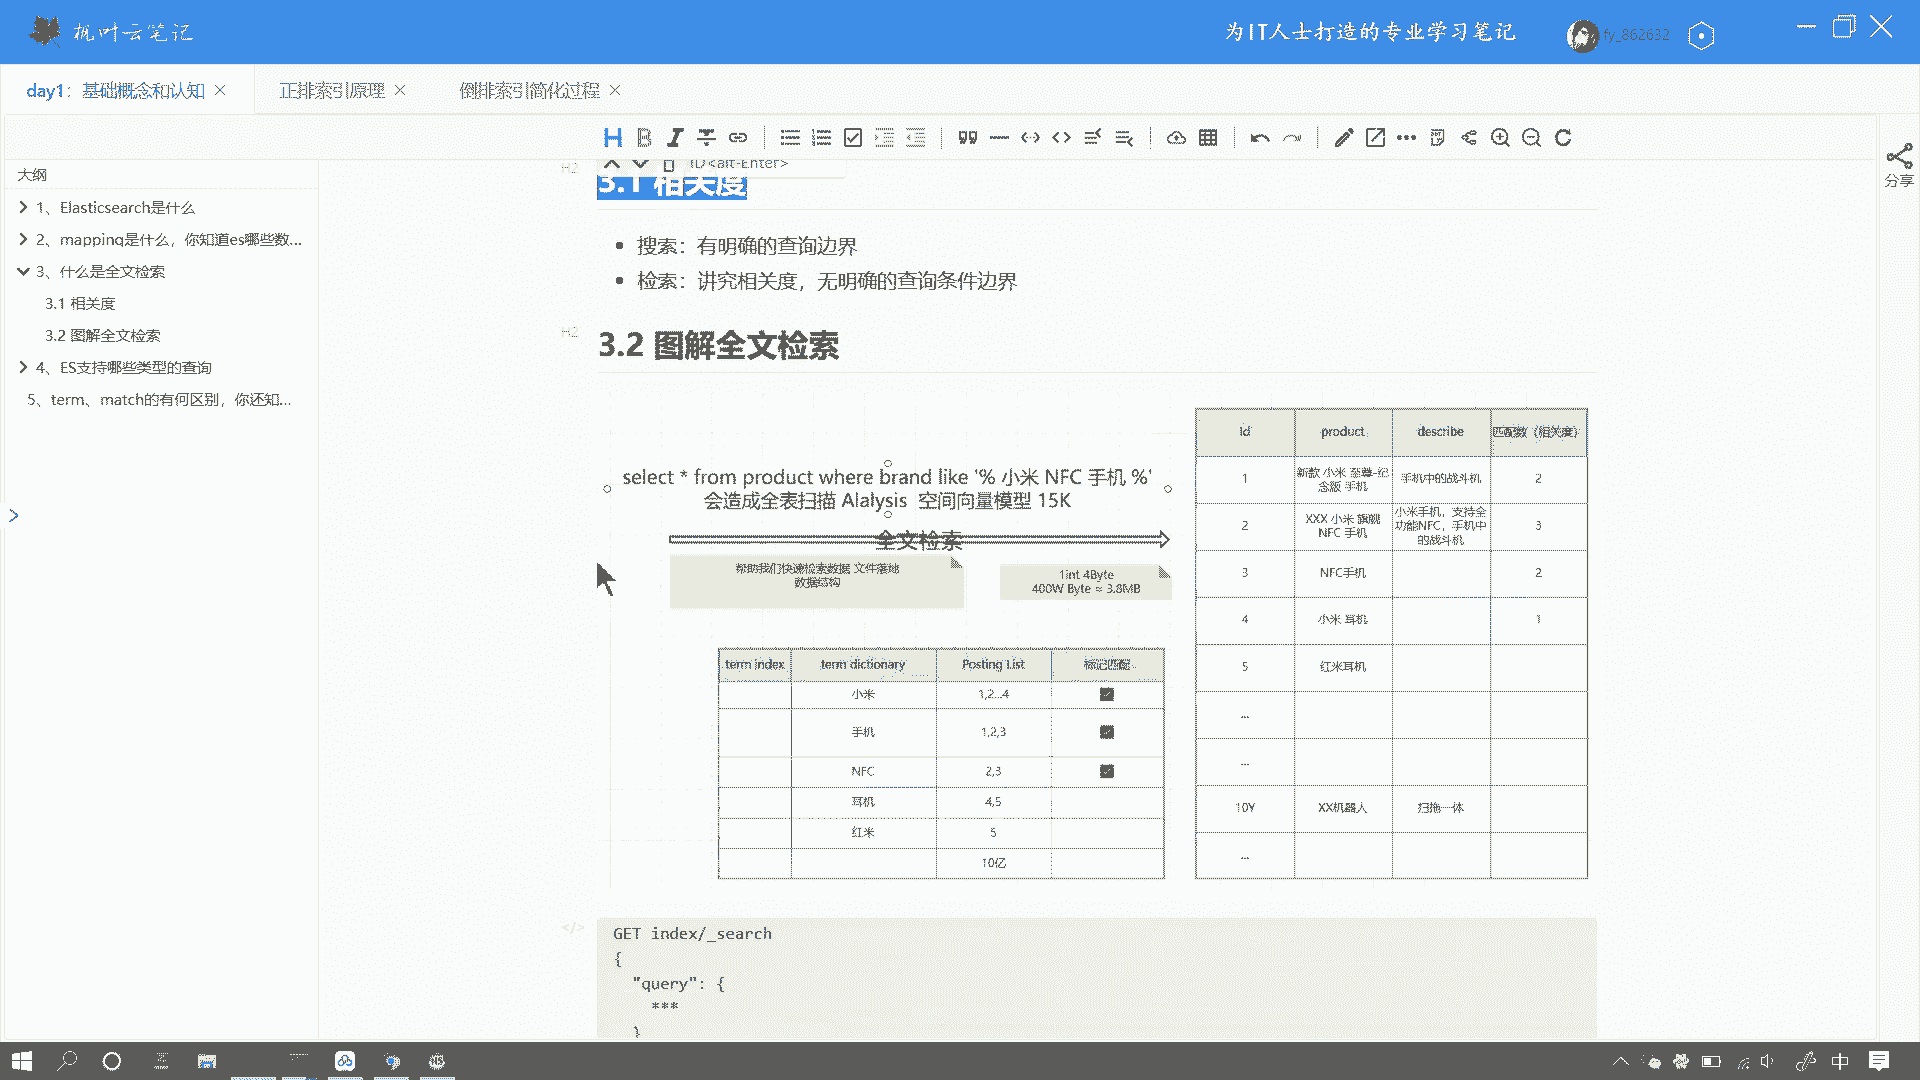 枫叶云笔记
为IT人士打造的专业学习笔记
fy_862632
day1：基础概念和认知
正排索引原理
倒排索引简化过程
分享
大纲
1、Elasticsearch是什么
2、mapping是什么，你知道es哪些数...
3、什么是全文检索
3.1 相关度
3.2 图解全文检索
4、ES支持哪些类型的查询
5、term、match的有何区别，你还知...
H2
ID<alt-Enter>
3.1 相关度
搜索：有明确的查询边界
检索：讲究相关度，无明确的查询条件边界
H2
3.2 图解全文检索
select * from product where brand like '% 小米 NFC 手机 %'
会造成全表扫描 Alalysis 空间向量模型 15K
全文检索
帮助我们快速检索数据 文件落地
数据结构
1int 4Byte
400W Byte ≈ 3.8MB
term index term dictionary Posting List 标记匹配
小米 1,2...4
手机 1,2,3
NFC 2,3
耳机 4,5
红米 5
10亿
id product describe 匹配数（相关度）
1 新款 小米 至尊-纪念版 手机 手机中的战斗机 2
2 XXX 小米 旗舰 NFC 手机 小米手机，支持全功能NFC，手机中的战斗机 3
3 NFC手机 2
4 小米 耳机 1
5 红米耳机
...
...
10Y XX机器人 扫拖一体
...
</>
GET index/_search
{
"query": {
***
}
中